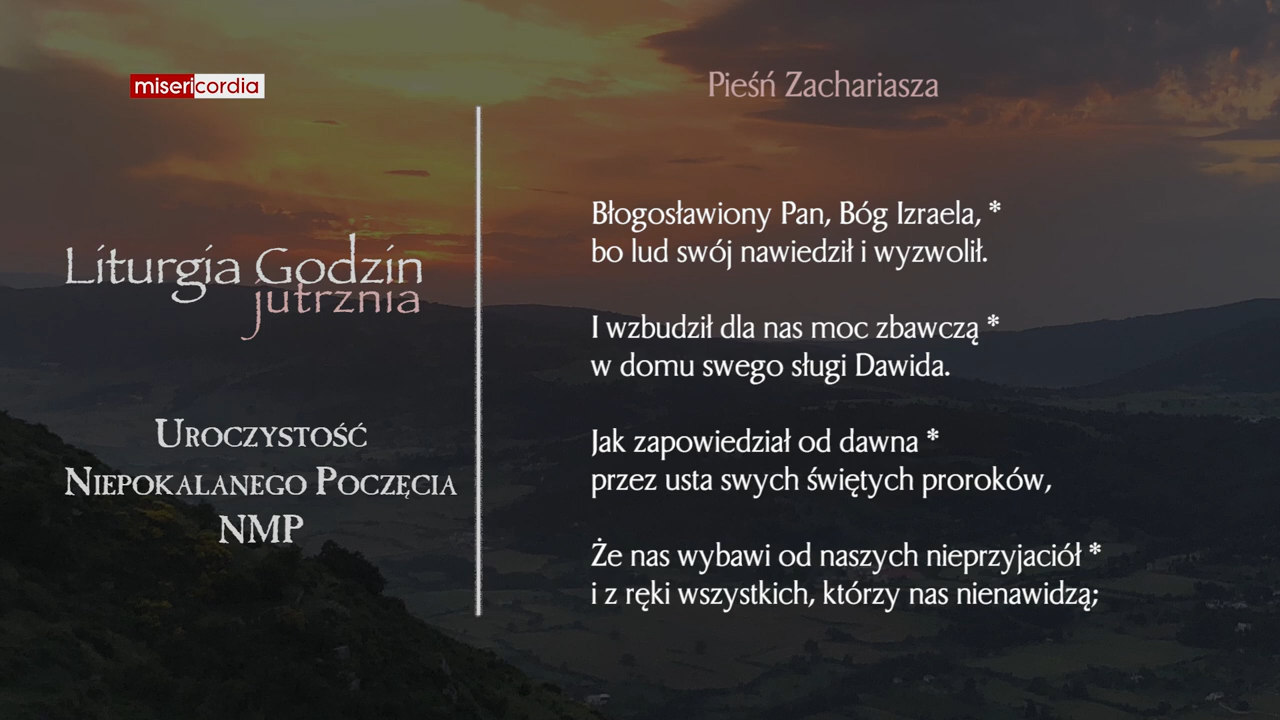 misericordia
Liturgia Godzin
jutrznia
Uroczystość
Niepokalanego Poczęcia
NMP
Pieśń Zachariasza
Błogosławiony Pan, Bóg Izraela, *
bo lud swój nawiedził i wyzwolił.
I wzbudził dla nas moc zbawczą *
w domu swego sługi Dawida.
Jak zapowiedział od dawna *
przez usta swych świętych proroków,
Że nas wybawi od naszych nieprzyjaciół *
i z ręki wszystkich, którzy nas nienawidzą;